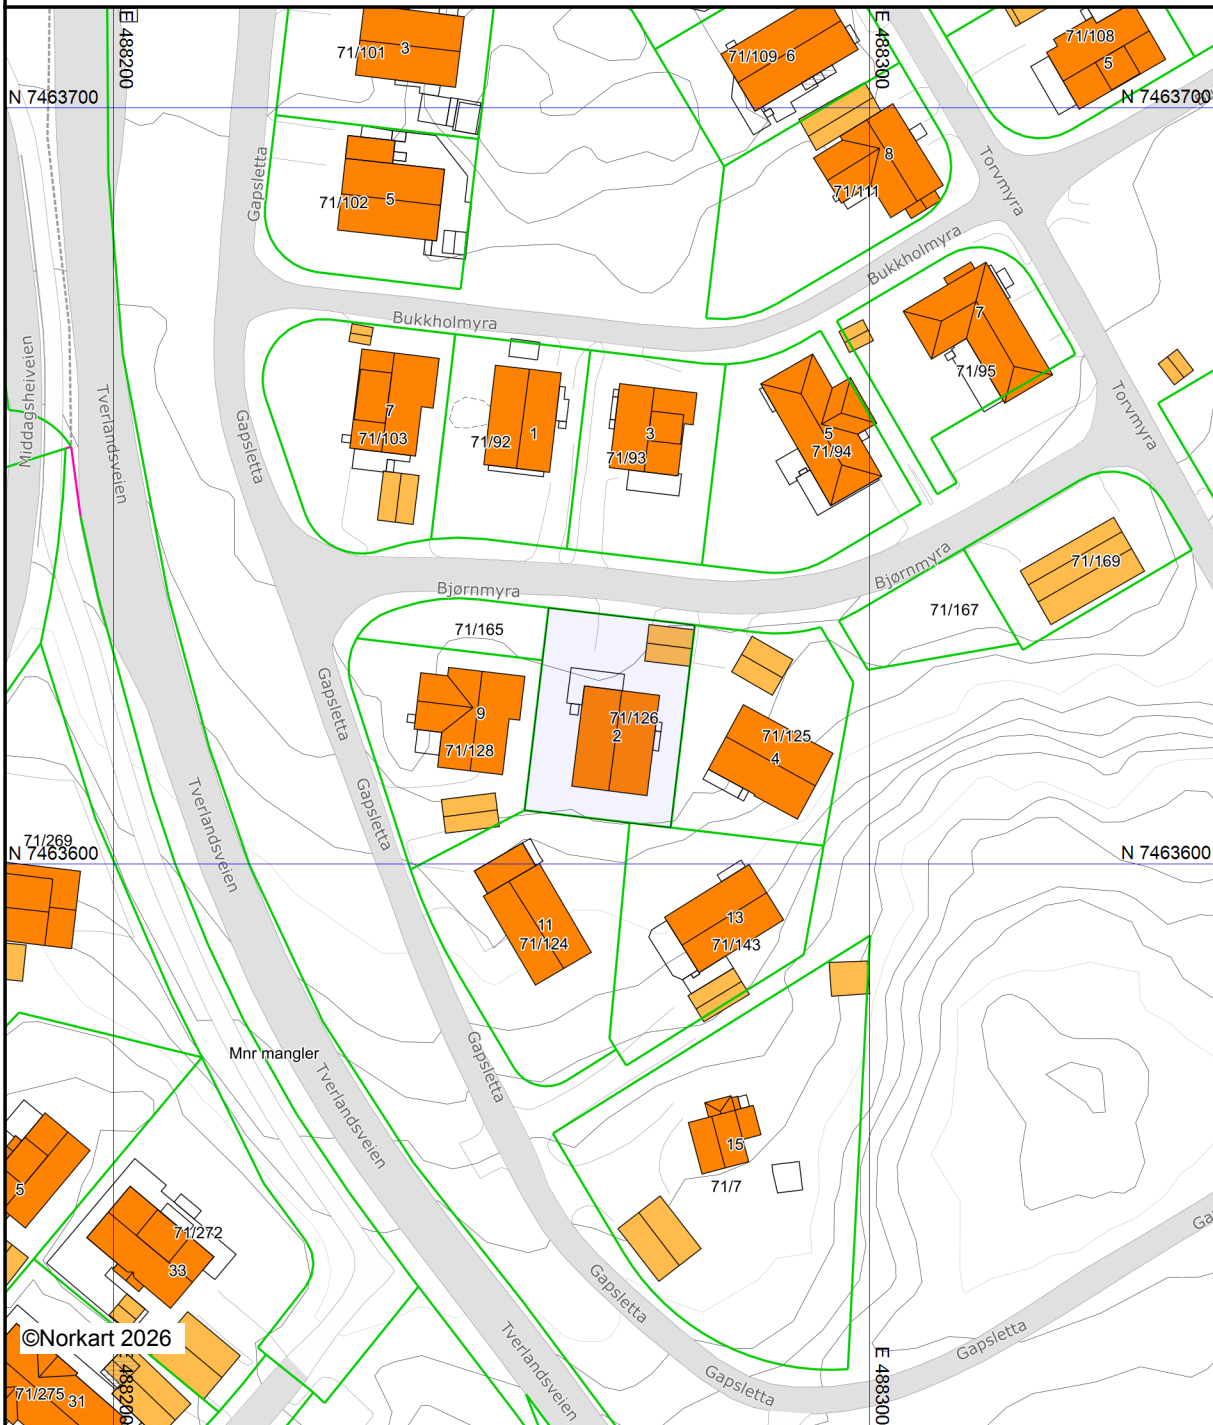 E 488200
E 488300
N 7463700
N 7463700
71/101
3
71/109
6
71/108
5
8
71/111
Torvmyra
Gapsletta
71/102
5
Bukkholmyra
Bukkholmyra
7
71/95
Middagsheiveien
Tverlandsveien
Gapsletta
7
71/103
71/92
1
3
71/93
5
71/94
Torvmyra
Bjørnmyra
Bjørnmyra
71/169
71/167
71/165
Gapsletta
9
71/128
71/126
2
71/125
4
Tverlandsveien
Gapsletta
71/269
N 7463600
N 7463600
11
71/124
13
71/143
Mnr mangler
Gapsletta
Tverlandsveien
15
71/7
5
71/272
33
Gapsletta
Gapsletta
Gapsletta
Tverlandsveien
©Norkart 2026
71/275
31
E 488200
E 488300